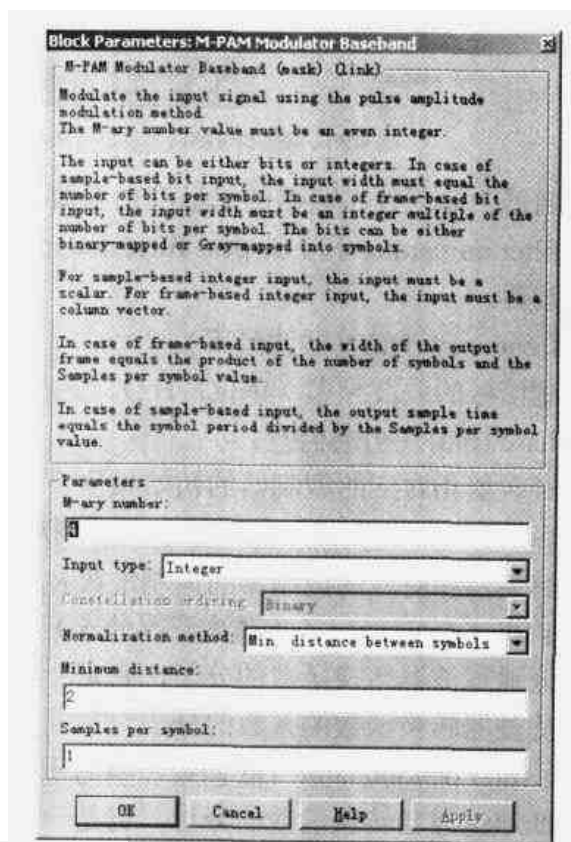 Block Parameters: M-PAM Modulator Baseband
M-PAM Modulator Baseband (mask) (link)
Modulate the input signal using the pulse amplitude
modulation method.
The M-ary number value must be an even integer.
The input can be either bits or integers. In case of
sample-based bit input, the input width must equal the
number of bits per symbol. In case of frame-based bit
input, the input width must be an integer multiple of the
number of bits per symbol. The bits can be either
binary-mapped or Gray-mapped into symbols.
For sample-based integer input, the input must be a
scalar. For frame-based integer input, the input must be a
column vector.
In case of frame-based input, the width of the output
frame equals the product of the number of symbols and the
Samples per symbol value.
In case of sample-based input, the output sample time
equals the symbol period divided by the Samples per symbol
value.
Parameters
M-ary number:
4
Input type: Integer
Constellation ordering Binary
Normalization method: Min. distance between symbols
Minimum distance:
2
Samples per symbol:
1
OK Cancel Help Apply